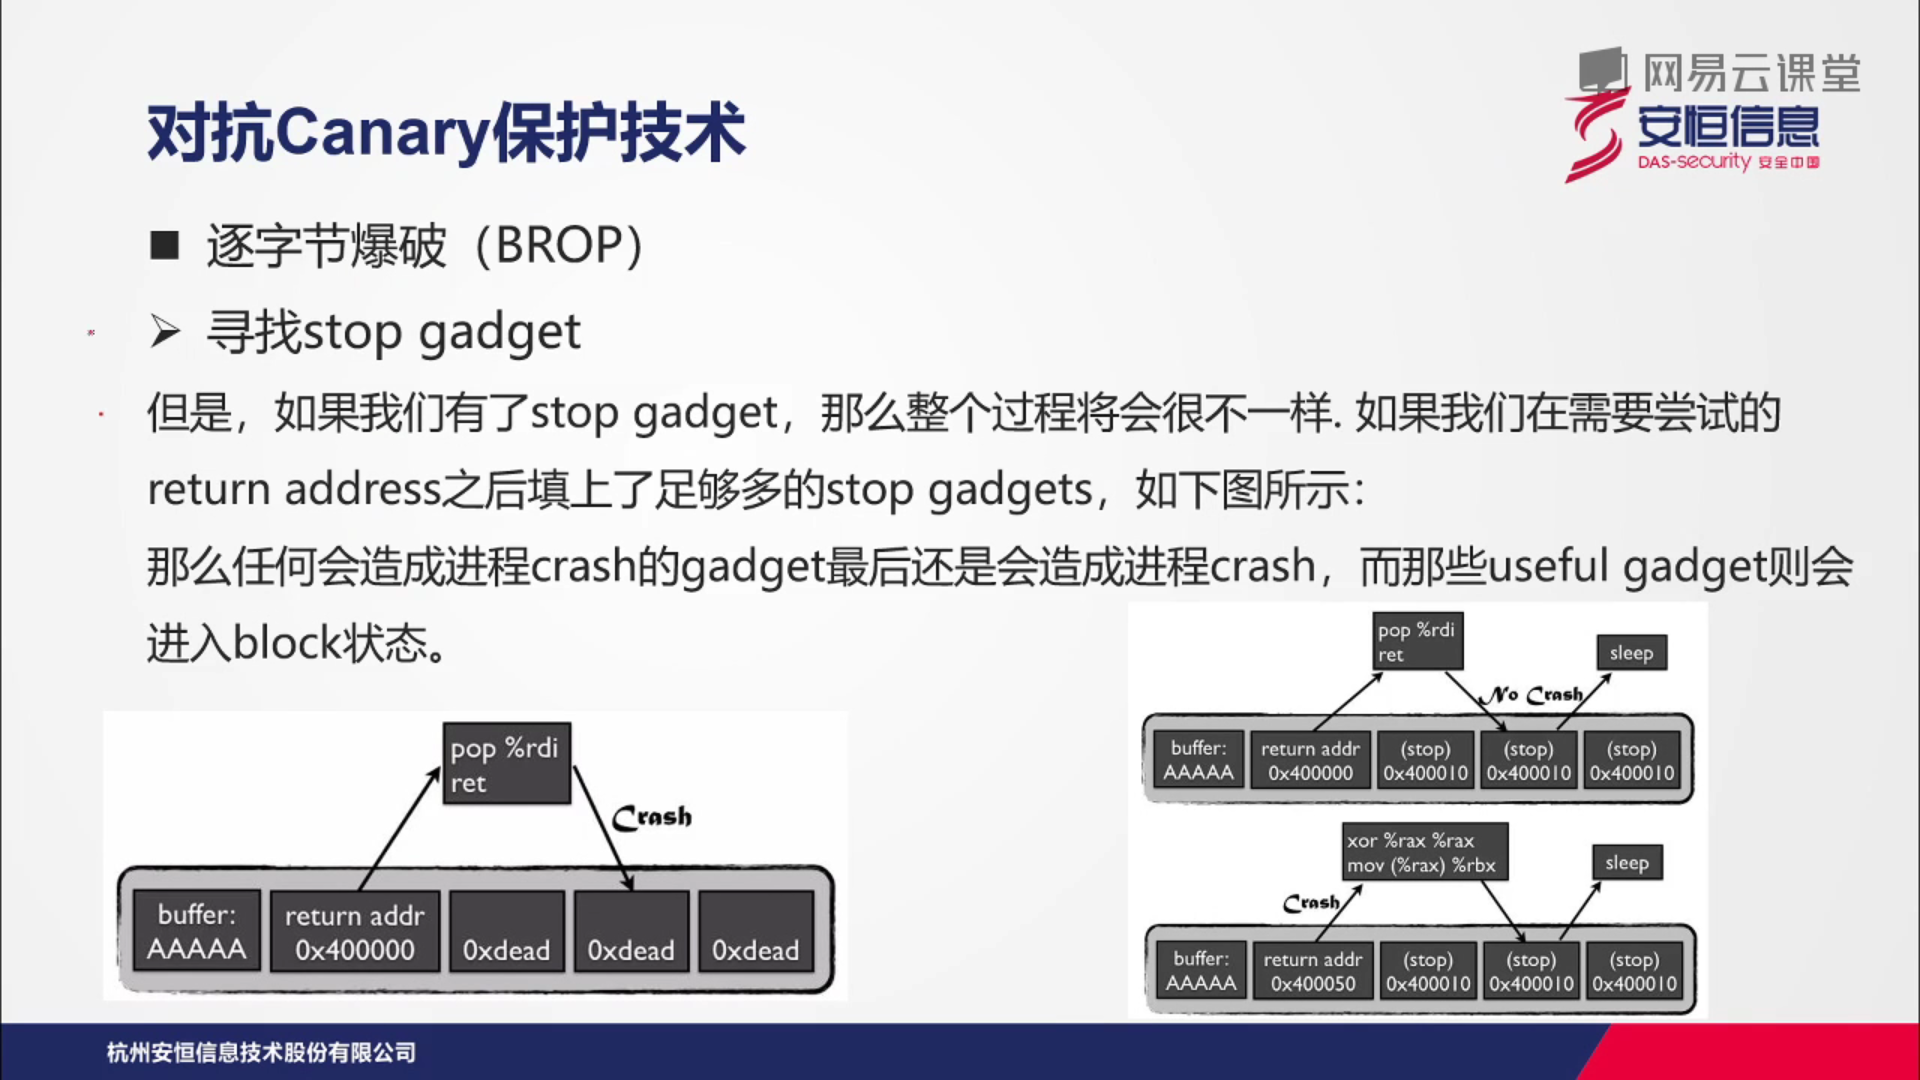 网易云课堂
安恒信息
DAS-security 安全中国
对抗Canary保护技术
■ 逐字节爆破（BROP）
➢ 寻找stop gadget
但是，如果我们有了stop gadget，那么整个过程将会很不一样. 如果我们在需要尝试的
return address之后填上了足够多的stop gadgets，如下图所示：
那么任何会造成进程crash的gadget最后还是会造成进程crash，而那些useful gadget则会
进入block状态。
pop %rdi
ret
Crash
buffer:
AAAAA
return addr
0x400000
0xdead
0xdead
0xdead
pop %rdi
ret
No Crash
sleep
buffer:
AAAAA
return addr
0x400000
(stop)
0x400010
(stop)
0x400010
(stop)
0x400010
xor %rax %rax
mov (%rax) %rbx
Crash
sleep
buffer:
AAAAA
return addr
0x400050
(stop)
0x400010
(stop)
0x400010
(stop)
0x400010
杭州安恒信息技术股份有限公司